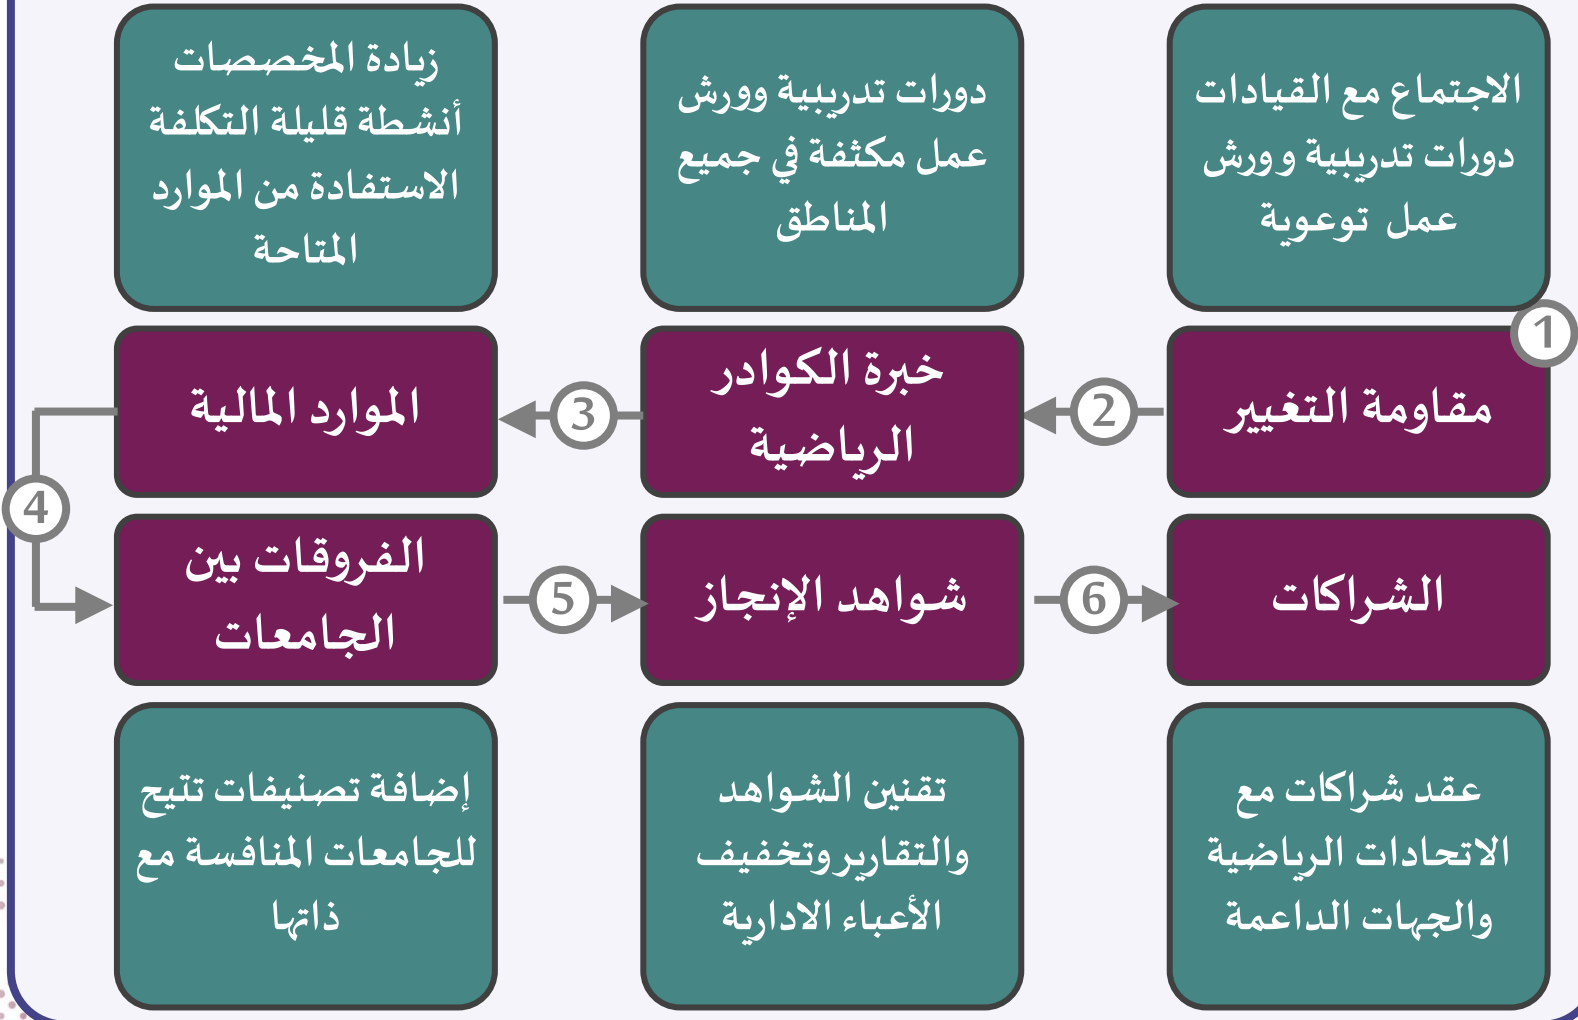 الاجتماع مع القيادات
دورات تدريبية وورش
عمل توعوية
دورات تدريبية وورش
عمل مكثفة في جميع
المناطق
زيادة المخصصات
أنشطة قليلة التكلفة
الاستفادة من الموارد
المتاحة
1
مقاومة التغيير
2
خبرة الكوادر
الرياضية
3
الموارد المالية
4
الفروقات بين
الجامعات
5
شواهد الإنجاز
6
الشراكات
إضافة تصنيفات تتيح
للجامعات المنافسة مع
ذاتها
تقنين الشواهد
والتقارير وتخفيف
الأعباء الادارية
عقد شراكات مع
الاتحادات الرياضية
والجهات الداعمة